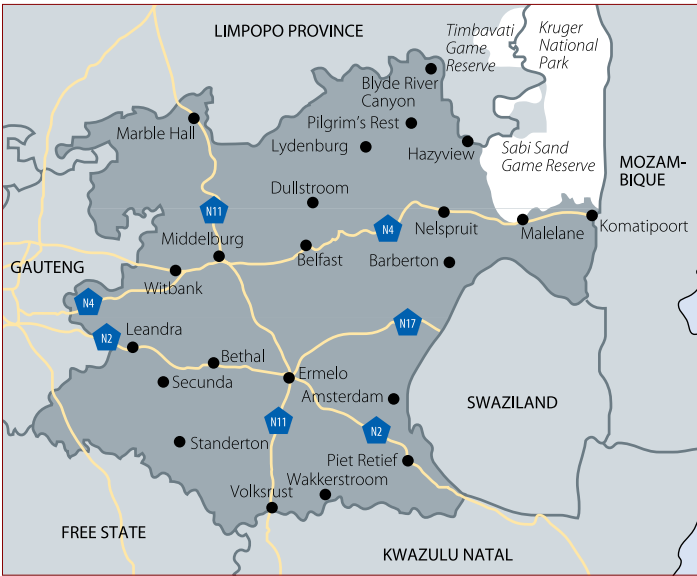 LIMPOPO PROVINCE
Timbavati
Game
Reserve
Kruger
National
Park
Blyde River
Canyon
Marble Hall
Pilgrim's Rest
Lydenburg
Hazyview
Sabi Sand
Game Reserve
MOZAM-
BIQUE
Dullstroom
N11
N4
Nelspruit
Malelane
Komatipoort
Middelburg
Belfast
Barberton
GAUTENG
Witbank
N4
N2
Leandra
N17
Bethal
Ermelo
Secunda
Amsterdam
SWAZILAND
N11
N2
Standerton
Piet Retief
Wakkerstroom
Volksrust
FREE STATE
KWAZULU NATAL